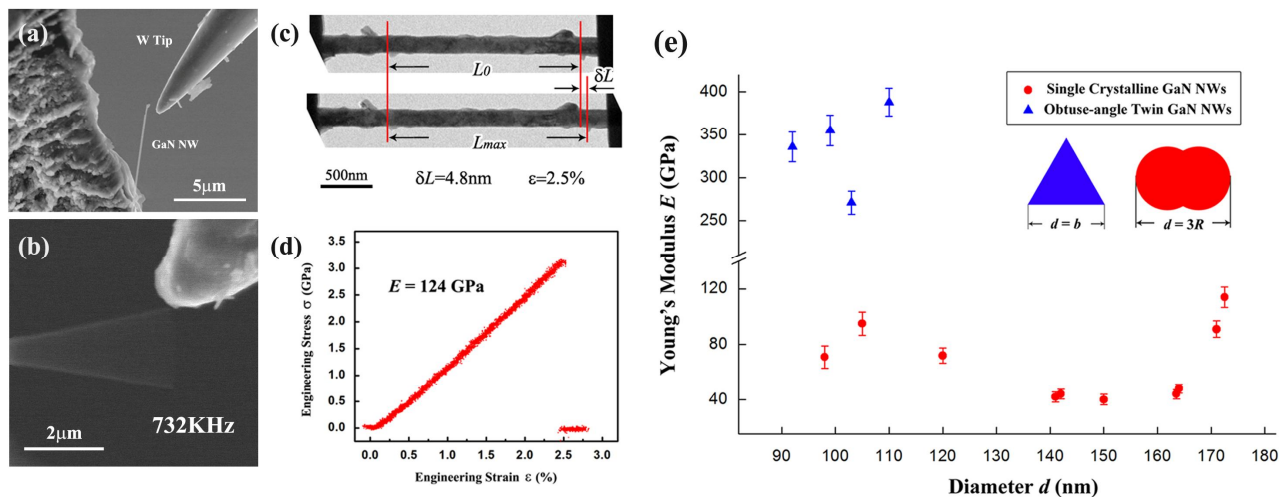 (a)
W Tip
GaN NW
5μm
(b)
732KHz
2μm
(c)
L0
δL
Lmax
500nm δL=4.8nm ε=2.5%
(d)
E = 124 GPa
Engineering Stress σ (GPa)
3.5
3.0
2.5
2.0
1.5
1.0
0.5
0.0
0.0 0.5 1.0 1.5 2.0 2.5 3.0
Engineering Strain ε (%)
(e)
Young's Modulus E (GPa)
400
350
300
250
120
80
40
Single Crystalline GaN NWs
Obtuse-angle Twin GaN NWs
d = b
d = 3R
90 100 110 120 130 140 150 160 170 180
Diameter d (nm)